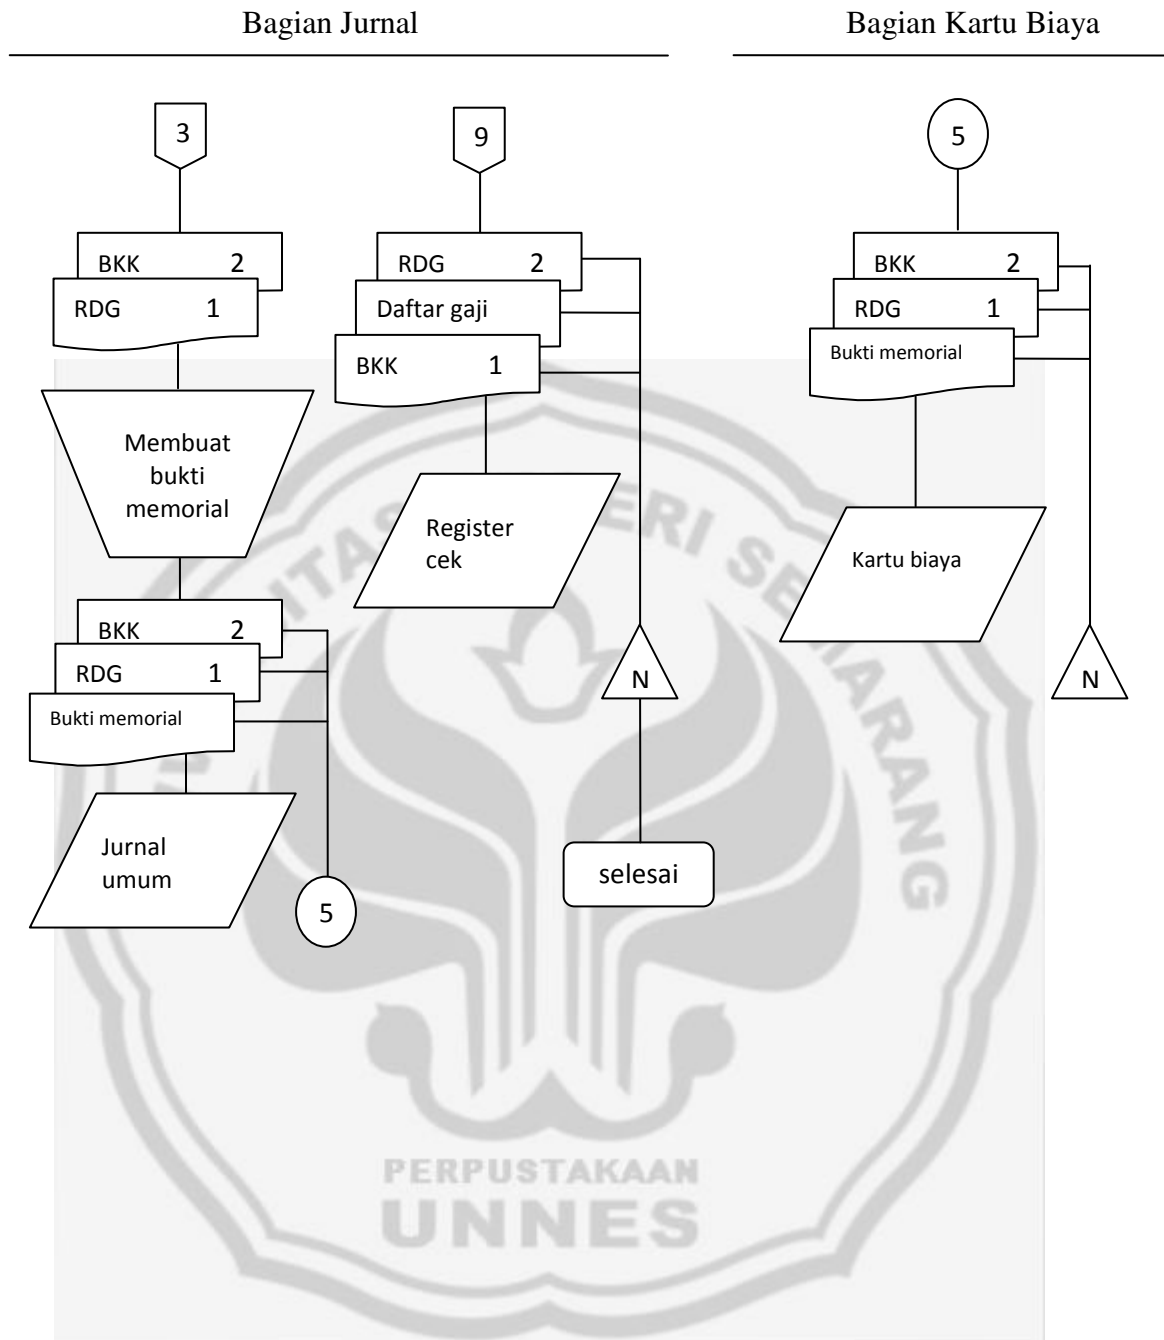 Bagian Jurnal
Bagian Kartu Biaya
3
BKK 2
RDG 1
Membuat
bukti
memorial
BKK 2
RDG 1
Bukti memorial
Jurnal
umum
5
9
RDG 2
Daftar gaji
BKK 1
Register
cek
N
selesai
5
BKK 2
RDG 1
Bukti memorial
Kartu biaya
N
SEMARANG
PERPUSTAKAAN
UNNES